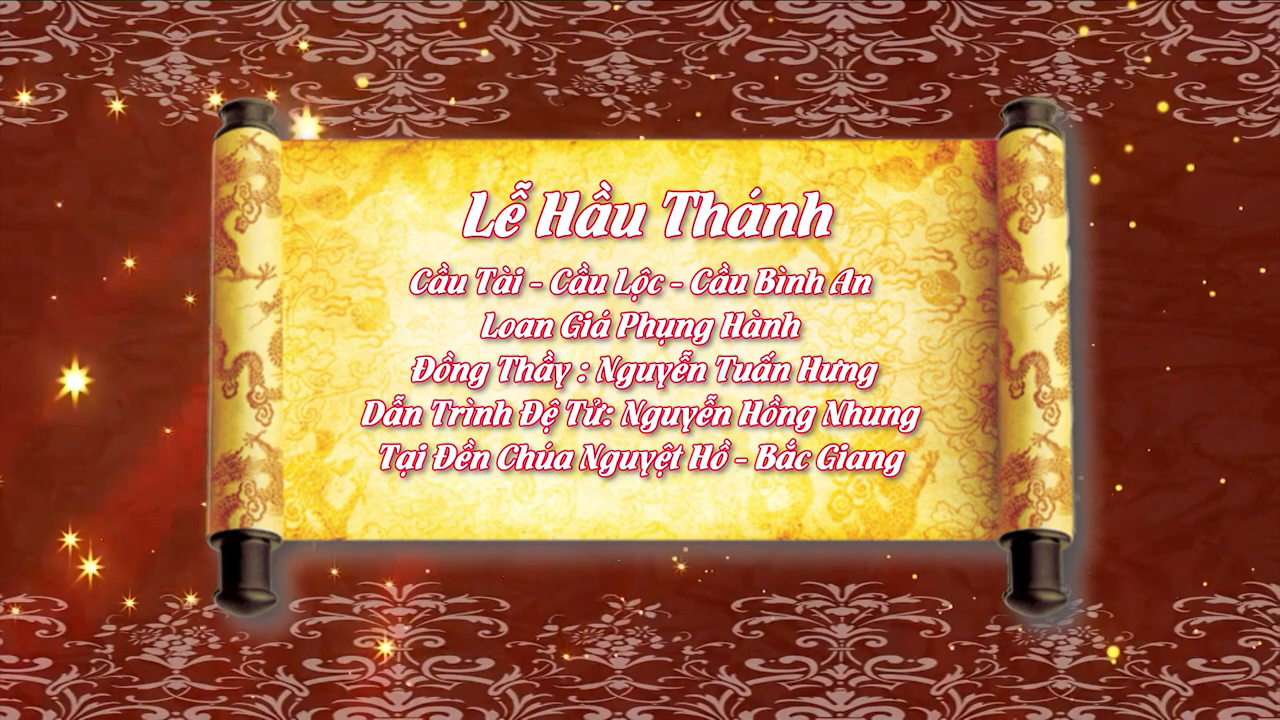 Lễ Hầu Thánh
Cầu Tài - Cầu Lộc - Cầu Bình An
Loan Giá Phụng Hành
Đồng Thầy : Nguyễn Tuấn Hưng
Dẫn Trình Đệ Tử: Nguyễn Hồng Nhung
Tại Đền Chúa Nguyệt Hồ - Bắc Giang